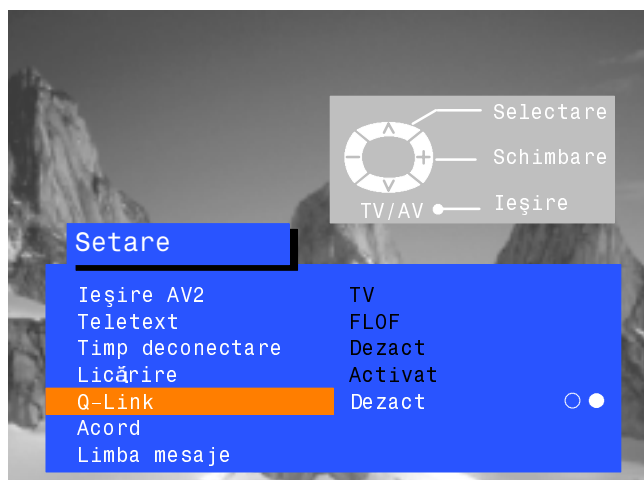 Selectare
Schimbare
TV/AV Ieşire
Setare
Ieşire AV2 TV
Teletext FLOF
Timp deconectare Dezact
Licărire Activat
Q-Link Dezact
Acord
Limba mesaje